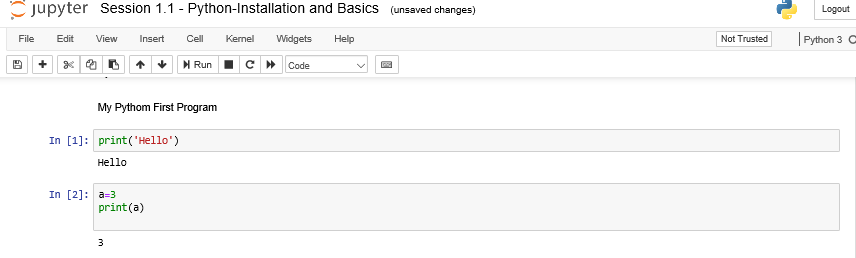 jupyter Session 1.1 - Python-Installation and Basics (unsaved changes) Logout
File Edit View Insert Cell Kernel Widgets Help Not Trusted Python 3
Run Code
My Pythom First Program
In [1]: print('Hello')
Hello
In [2]: a=3
print(a)
3